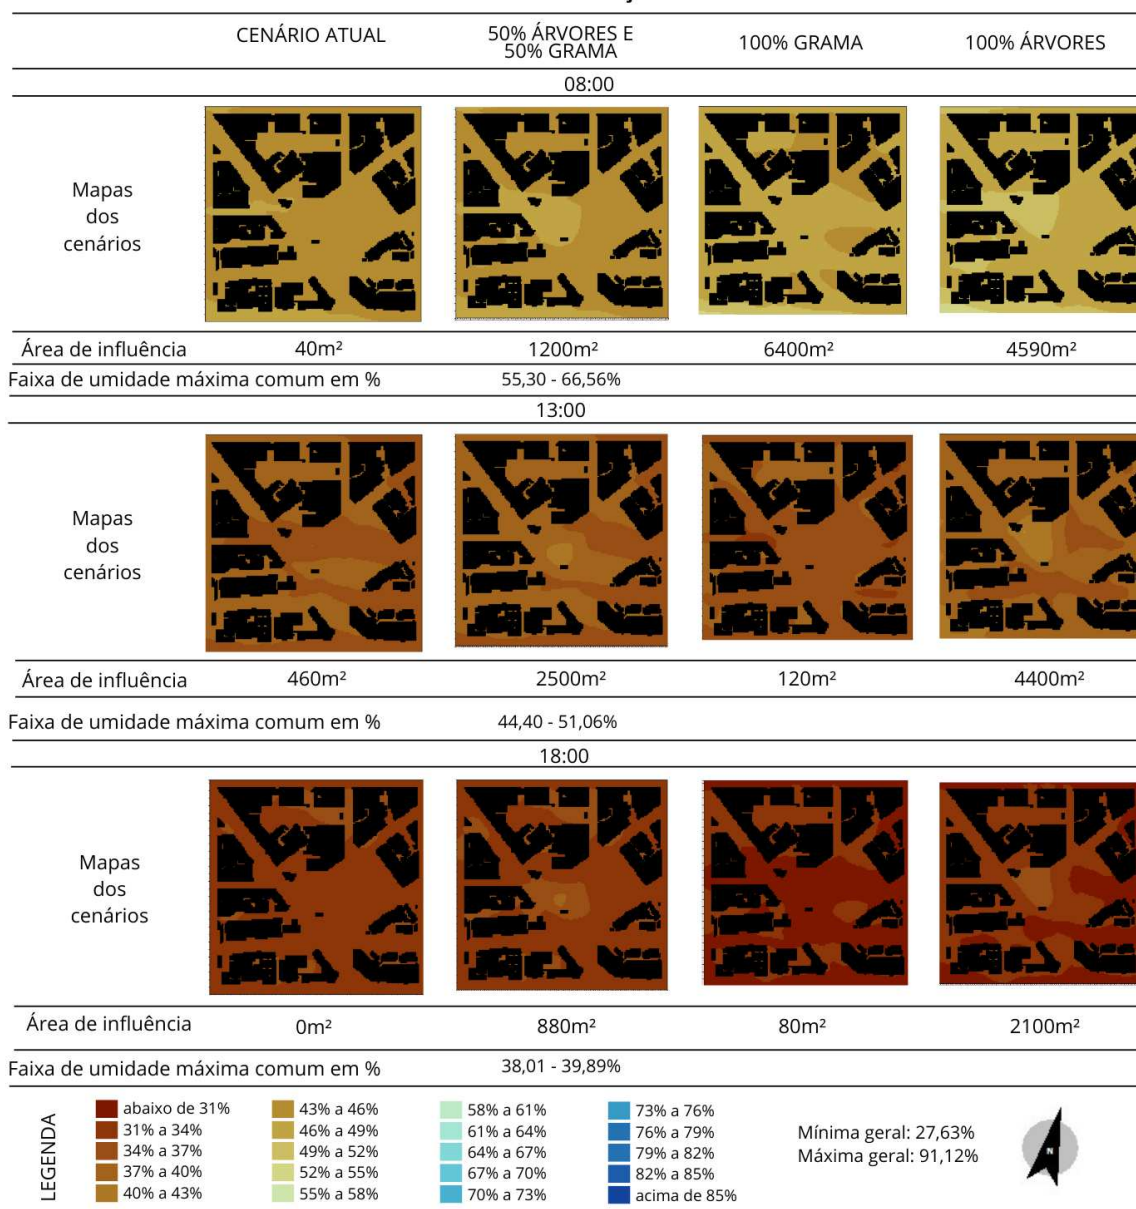 CENÁRIO ATUAL
50% ÁRVORES E
50% GRAMA
100% GRAMA
100% ÁRVORES
08:00
Mapas
dos
cenários
Área de influência 40m² 1200m² 6400m² 4590m²
Faixa de umidade máxima comum em % 55,30 - 66,56%
13:00
Mapas
dos
cenários
Área de influência 460m² 2500m² 120m² 4400m²
Faixa de umidade máxima comum em % 44,40 - 51,06%
18:00
Mapas
dos
cenários
Área de influência 0m² 880m² 80m² 2100m²
Faixa de umidade máxima comum em % 38,01 - 39,89%
LEGENDA
abaixo de 31%
31% a 34%
34% a 37%
37% a 40%
40% a 43%
43% a 46%
46% a 49%
49% a 52%
52% a 55%
55% a 58%
58% a 61%
61% a 64%
64% a 67%
67% a 70%
70% a 73%
73% a 76%
76% a 79%
79% a 82%
82% a 85%
acima de 85%
Mínima geral: 27,63%
Máxima geral: 91,12%
N